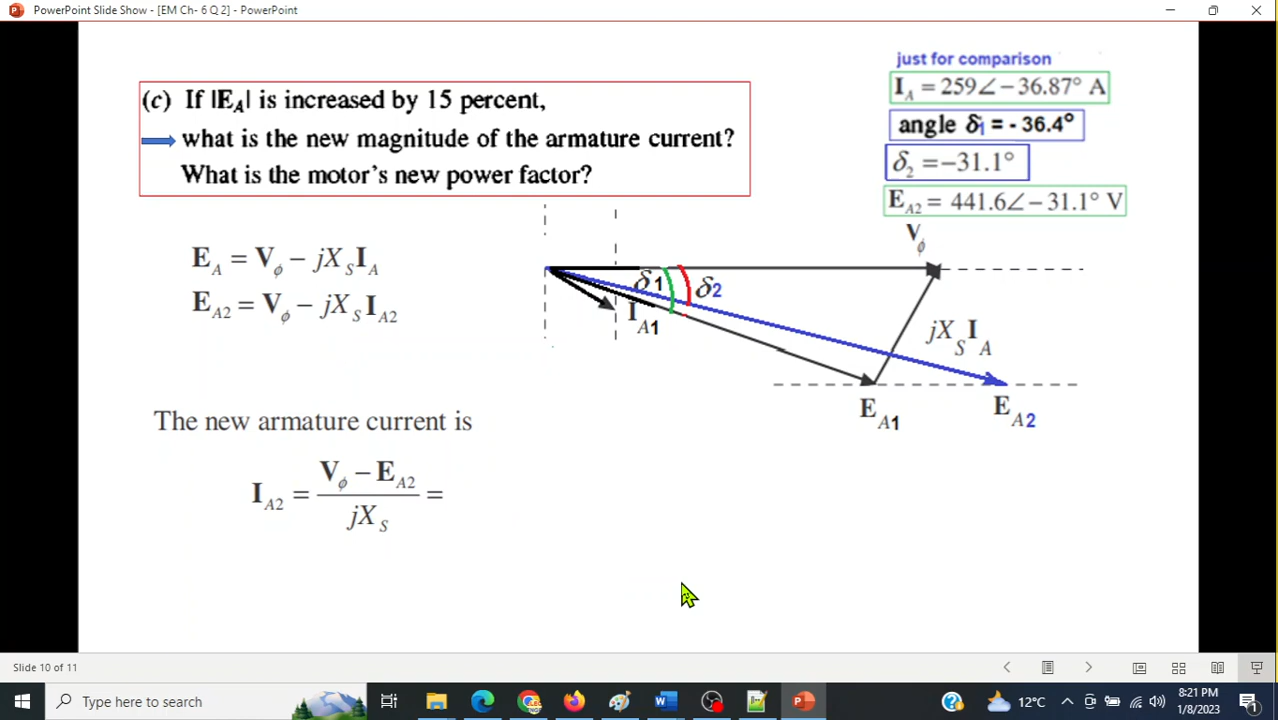 PowerPoint Slide Show - [EM Ch- 6 Q 2] - PowerPoint
just for comparison
I_A = 259∠−36.87° A
angle δ1 = - 36.4°
δ_2 = −31.1°
E_A2 = 441.6∠−31.1° V
(c) If |E_A| is increased by 15 percent,
what is the new magnitude of the armature current?
What is the motor's new power factor?
E_A = V_ϕ − jX_S I_A
E_A2 = V_ϕ − jX_S I_A2
V_ϕ
δ1
δ2
I_A1
jX_S I_A
E_A1
E_A2
The new armature current is
I_A2 = (V_ϕ − E_A2) / jX_S =
Slide 10 of 11
Type here to search
12°C
8:21 PM
1/8/2023
1